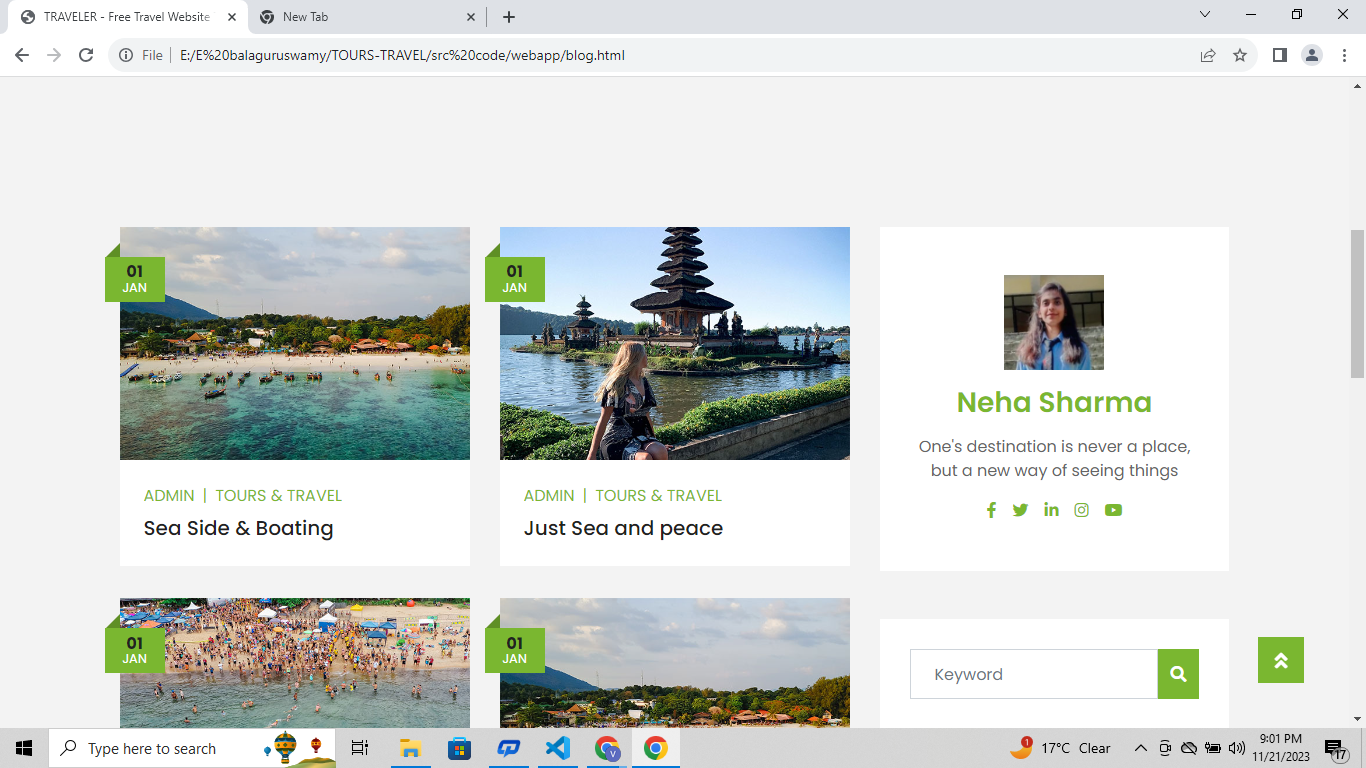 TRAVELER - Free Travel Website
New Tab
File
E:/E%20balaguruswamy/TOURS-TRAVEL/src%20code/webapp/blog.html
01
JAN
01
JAN
ADMIN | TOURS & TRAVEL
Sea Side & Boating
ADMIN | TOURS & TRAVEL
Just Sea and peace
Neha Sharma
One's destination is never a place,
but a new way of seeing things
01
JAN
01
JAN
Keyword
Type here to search
V
1
17°C Clear
9:01 PM
11/21/2023
17